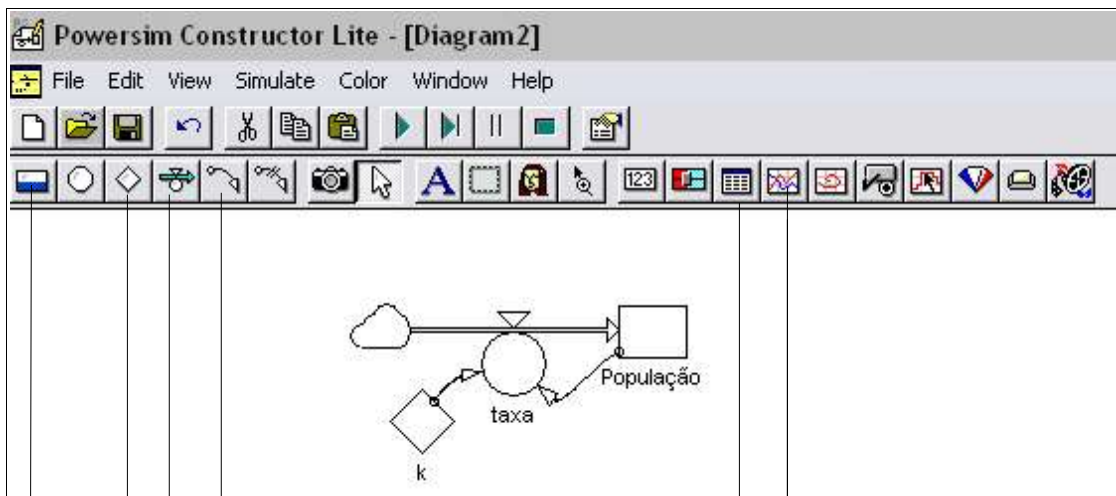 Powersim Constructor Lite - [Diagram2]
File Edit View Simulate Color Window Help
A 123
População
taxa
k